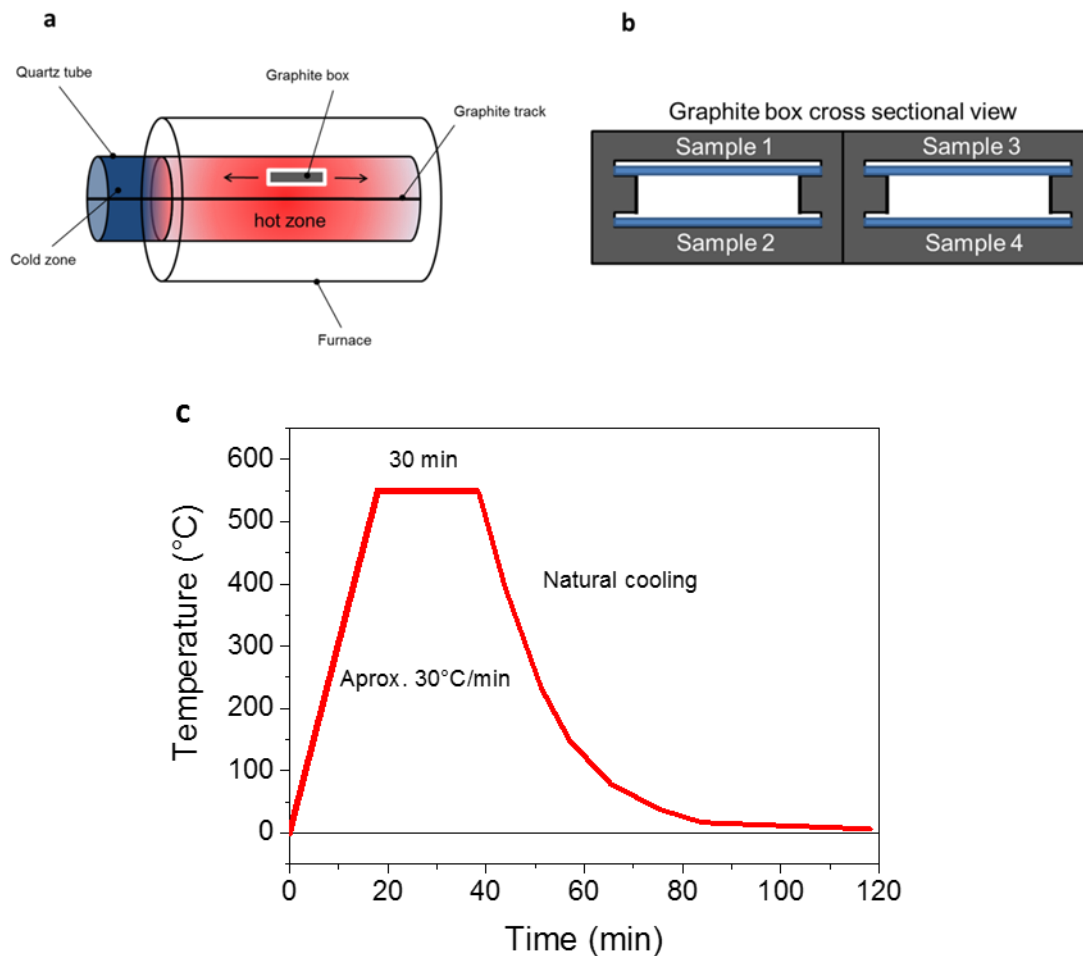 a
b
Quartz tube
Graphite box
Graphite track
hot zone
Cold zone
Furnace
Graphite box cross sectional view
Sample 1
Sample 3
Sample 2
Sample 4
c
600
500
400
300
200
100
0
Temperature (°C)
30 min
Natural cooling
Aprox. 30°C/min
0 20 40 60 80 100 120
Time (min)